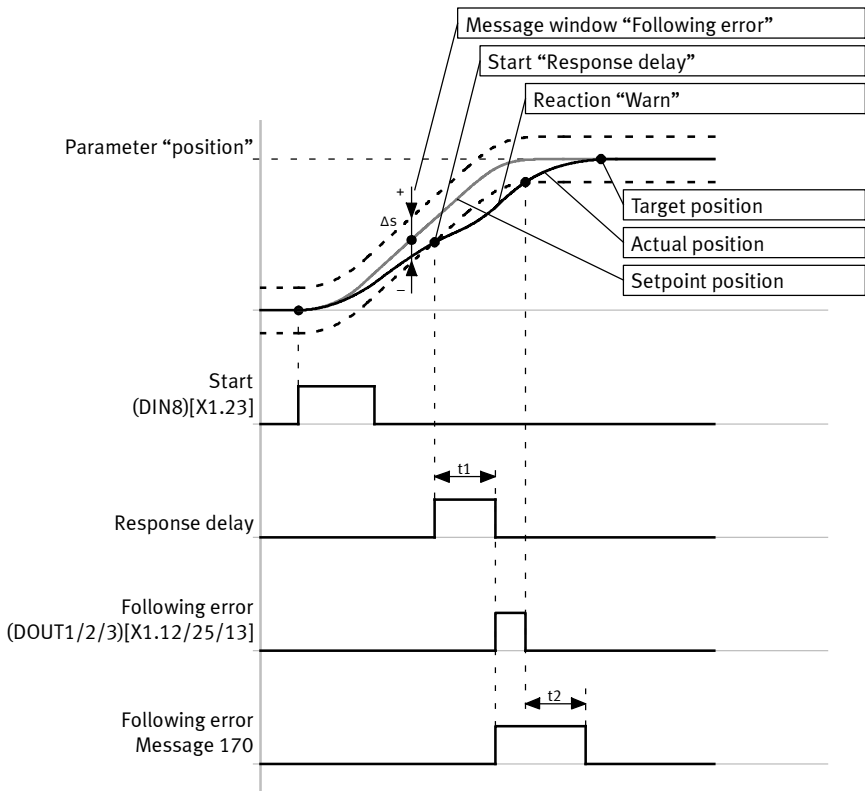 Message window “Following error”
Start “Response delay”
Reaction “Warn”
Parameter “position”
+
Δs
–
Target position
Actual position
Setpoint position
Start
(DIN8)[X1.23]
t1
Response delay
Following error
(DOUT1/2/3)[X1.12/25/13]
t2
Following error
Message 170